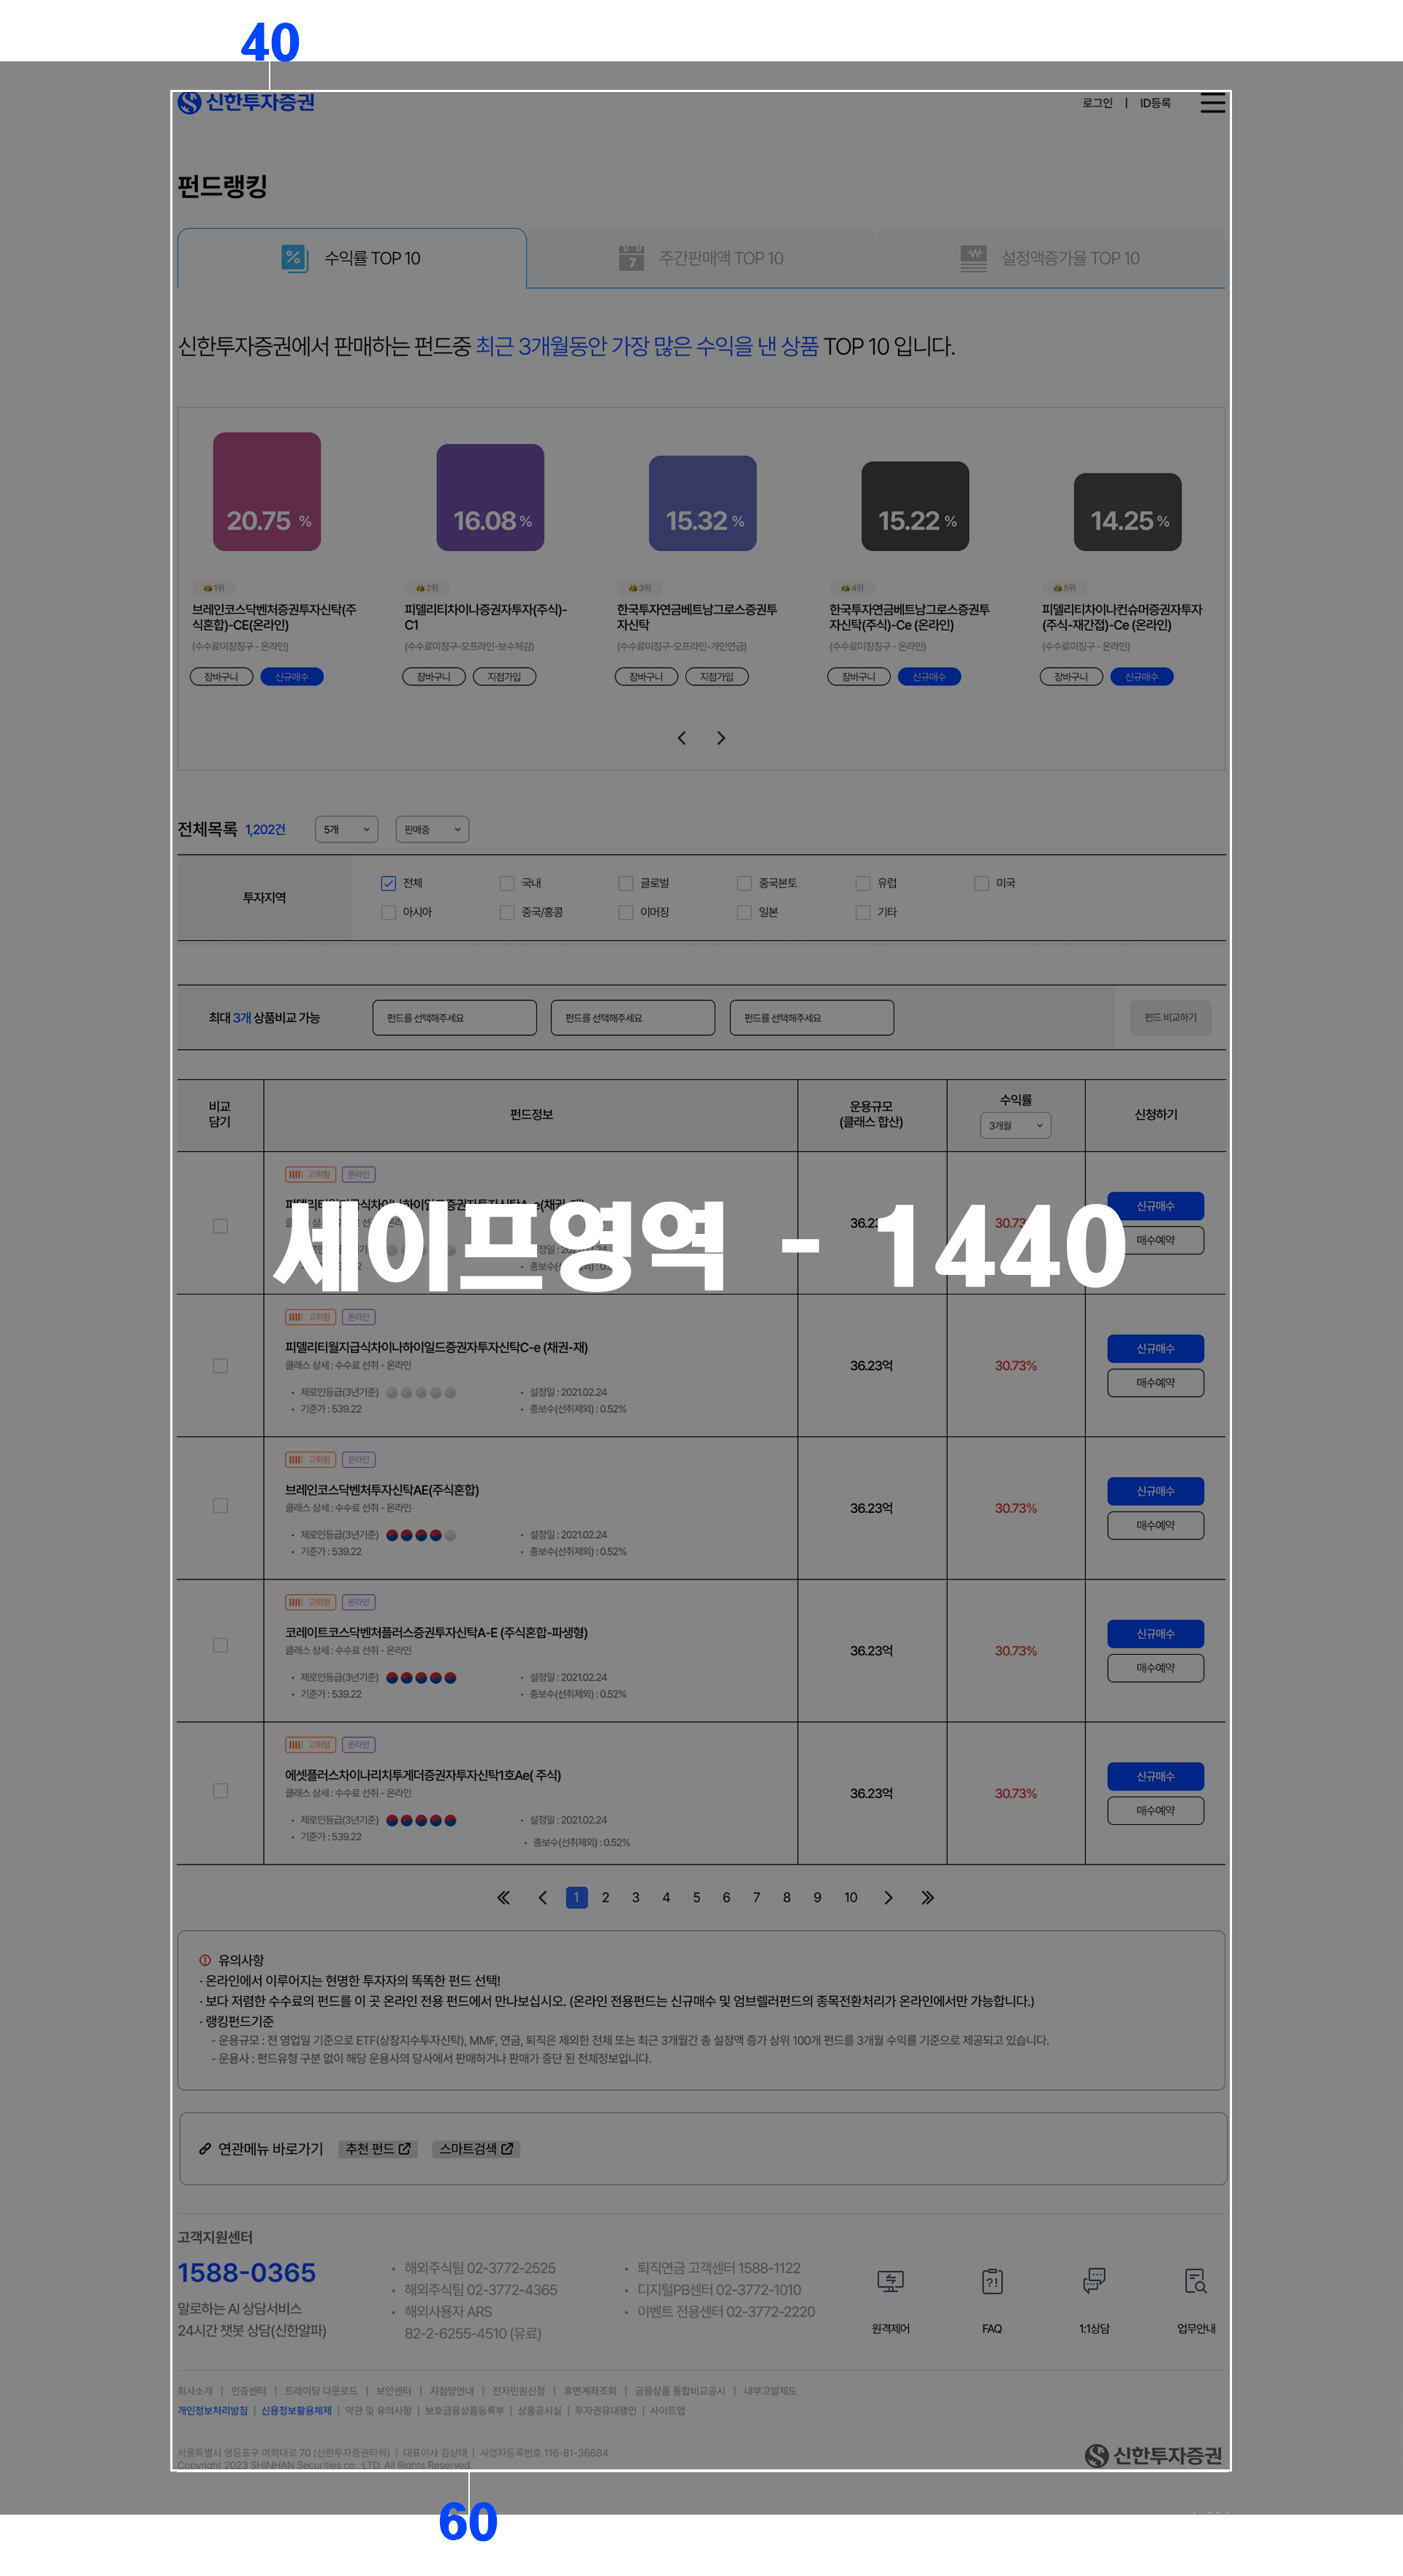 40
신한투자증권
로그인 | ID등록
펀드랭킹
수익률 TOP 10
주간판매액 TOP 10
설정액증가율 TOP 10
신한투자증권에서 판매하는 펀드중 최근 3개월동안 가장 많은 수익을 낸 상품 TOP 10 입니다.
20.75 %
16.08 %
15.32 %
15.22 %
14.25 %
1위
2위
3위
4위
5위
브레인코스닥벤처증권투자신탁(주
식혼합)-CE(온라인)
(수수료미징징구 - 온라인)
장바구니 신규매수
피델리티차이나증권자투자(주식)-
C1
(수수료미징구-오프라인-보수체감)
장바구니 지점가입
한국투자연금베트남그로스증권투
자신탁
(수수료미징구-오프라인-개인연금)
장바구니 지점가입
한국투자연금베트남그로스증권투
자신탁(주식)-Ce (온라인)
(수수료미징징구 - 온라인)
장바구니 신규매수
피델리티차이나컨슈머증권자투자
(주식-재간접)-Ce (온라인)
(수수료미징구 - 온라인)
장바구니 신규매수
전체목록 1,202건 5개 판매중
투자지역
전체 국내 글로벌 중국본토 유럽 미국
아시아 중국/홍콩 이머징 일본 기타
최대 3개 상품비교 가능 펀드를 선택해주세요 펀드를 선택해주세요 펀드를 선택해주세요 펀드 비교하기
비교
담기
펀드정보
운용규모
(클래스 합산)
수익률
3개월
신청하기
고위험 온라인
신규매수
매수예약
세이프영역 - 1440
고위험 온라인
피델리티월지급식차이나하이일드증권자투자신탁C-e (채권-재)
클래스 상세 : 수수료 선취 - 온라인
제로인등급(3년기준) 설정일 : 2021.02.24
기준가 : 539.22 총보수(선취제외) : 0.52%
36.23억
30.73%
신규매수
매수예약
고위험 온라인
브레인코스닥벤처투자신탁AE(주식혼합)
클래스 상세 : 수수료 선취 - 온라인
제로인등급(3년기준) 설정일 : 2021.02.24
기준가 : 539.22 총보수(선취제외) : 0.52%
36.23억
30.73%
신규매수
매수예약
고위험 온라인
코레이트코스닥벤처플러스증권투자신탁A-E (주식혼합-파생형)
클래스 상세 : 수수료 선취 - 온라인
제로인등급(3년기준) 설정일 : 2021.02.24
기준가 : 539.22 총보수(선취제외) : 0.52%
36.23억
30.73%
신규매수
매수예약
고위험 온라인
에셋플러스차이나리치투게더증권자투자신탁1호Ae( 주식)
클래스 상세 : 수수료 선취 - 온라인
제로인등급(3년기준) 설정일 : 2021.02.24
기준가 : 539.22 총보수(선취제외) : 0.52%
36.23억
30.73%
신규매수
매수예약
1 2 3 4 5 6 7 8 9 10
유의사항
· 온라인에서 이루어지는 현명한 투자자의 똑똑한 펀드 선택!
· 보다 저렴한 수수료의 펀드를 이 곳 온라인 전용 펀드에서 만나보십시오. (온라인 전용펀드는 신규매수 및 업브렐러펀드의 종목전환처리가 온라인에서만 가능합니다.)
· 랭킹펀드기준
- 운용규모 : 전 영업일 기준으로 ETF(상장지수투자신탁), MMF, 연금, 퇴직은 제외한 전체 또는 최근 3개월간 총 설정액 증가 상위 100개 펀드를 3개월 수익률 기준으로 제공되고 있습니다.
- 운용사 : 펀드유형 구분 없이 해당 운용사의 당사에서 판매하거나 판매가 중단 된 전체정보입니다.
연관메뉴 바로가기 추천 펀드 스마트검색
고객지원센터
1588-0365
말로하는 AI 상담서비스
24시간 챗봇 상담(신한알파)
해외주식팀 02-3772-2525
해외주식팀 02-3772-4365
해외사용자 ARS
82-2-6255-4510 (유료)
퇴직연금 고객센터 1588-1122
디지털PB센터 02-3772-1010
이벤트 전용센터 02-3772-2220
원격제어 FAQ 1:1상담 업무안내
회사소개 | 인증센터 | 트레이딩 다운로드 | 보안센터 | 지점망안내 | 전자민원신청 | 휴면계좌조회 | 금융상품 통합비교공시 | 내부고발제도
개인정보처리방침 | 신용정보활용체제 | 약관 및 유의사항 | 보호금융상품등록부 | 상품공시실 | 투자권유대행인 | 사이트맵
서울특별시 영등포구 여의대로 70 (신한투자증권타워) | 대표이사 김상태 | 사업자등록번호 116-81-36684
Copyright 2023 SHINHAN Securities co., LTD. All Rights Reserved.
신한투자증권
60